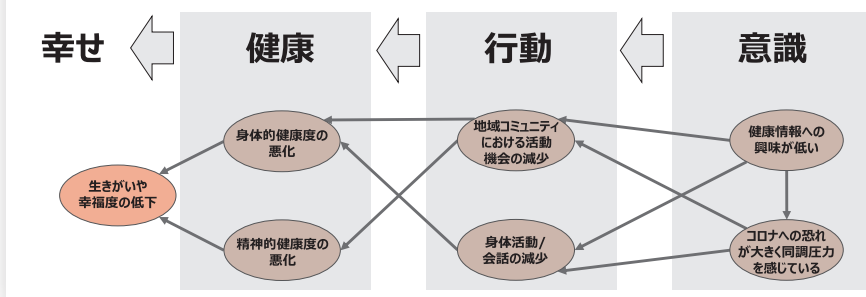 幸せ
健康
行動
意識
身体的健康度の
悪化
地域コミュニティ
における活動
機会の減少
健康情報への
興味が低い
生きがいや
幸福度の低下
精神的健康度の
悪化
身体活動/
会話の減少
コロナへの恐れ
が大きく同調圧力
を感じている